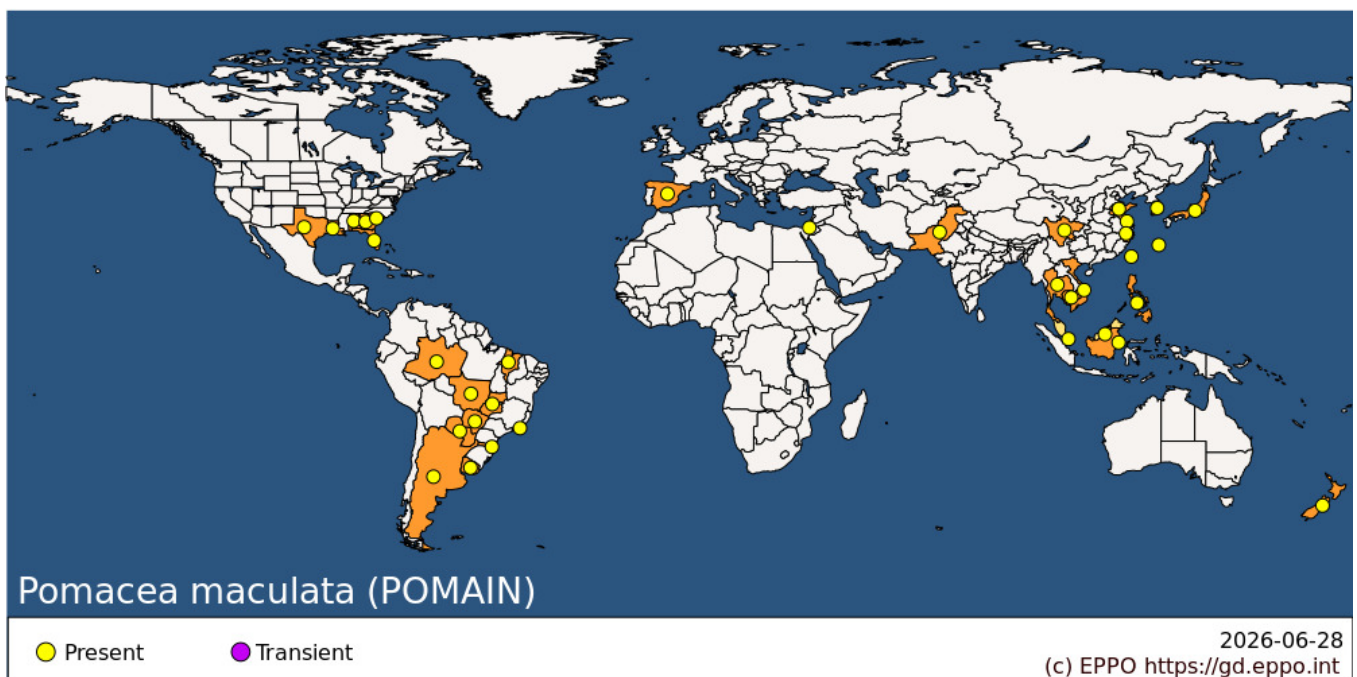 Pomacea maculata (POMAIN)
Present
Transient
2026-06-28
(c) EPPO https://gd.eppo.int